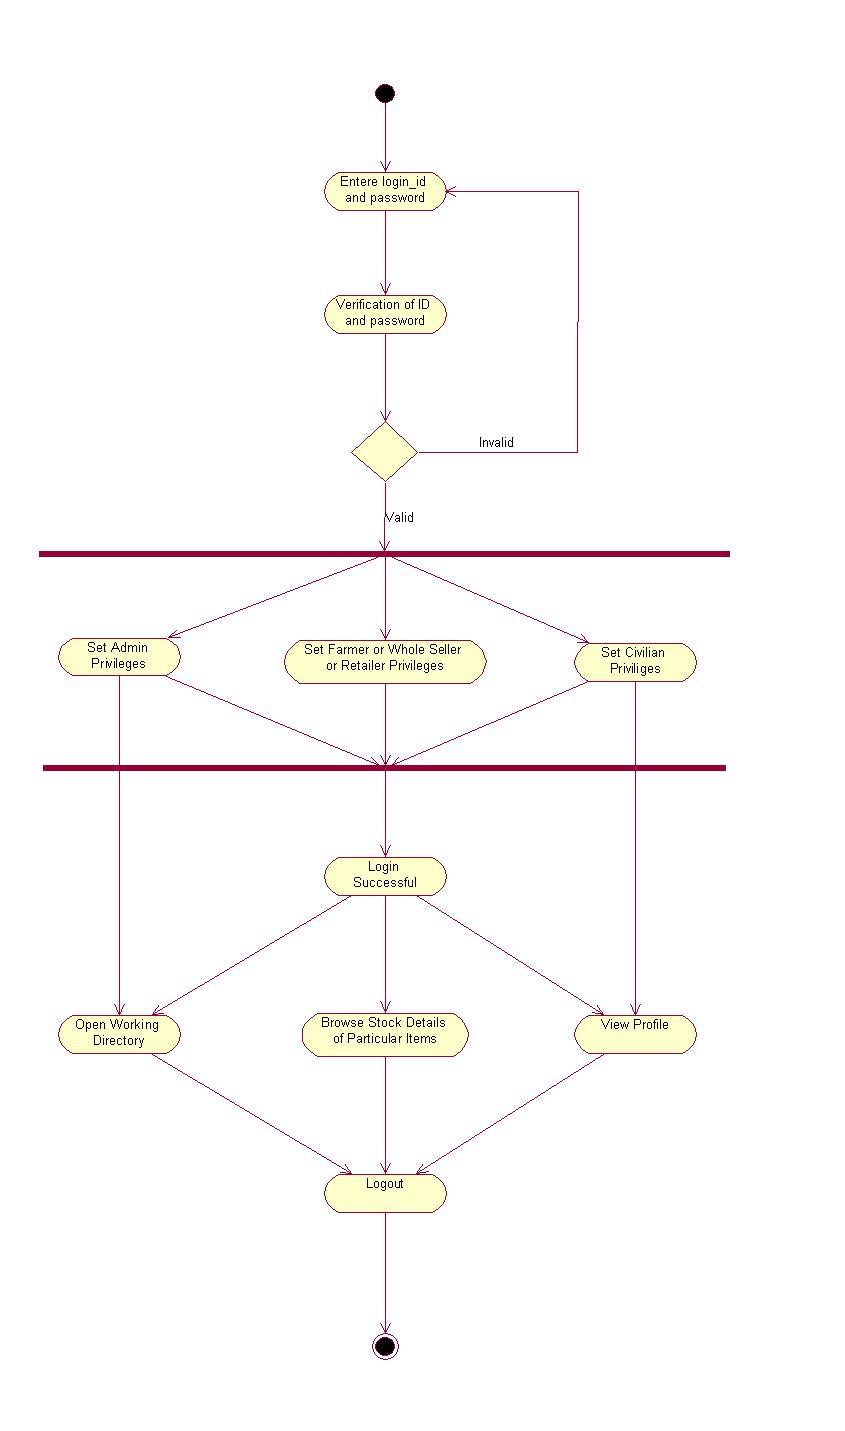 Entere login_id
and password
Verification of ID
and password
Invalid
Valid
Set Admin
Privileges
Set Farmer or Whole Seller
or Retailer Privileges
Set Civilian
Priviliges
Login
Successful
Open Working
Directory
Browse Stock Details
of Particular Items
View Profile
Logout